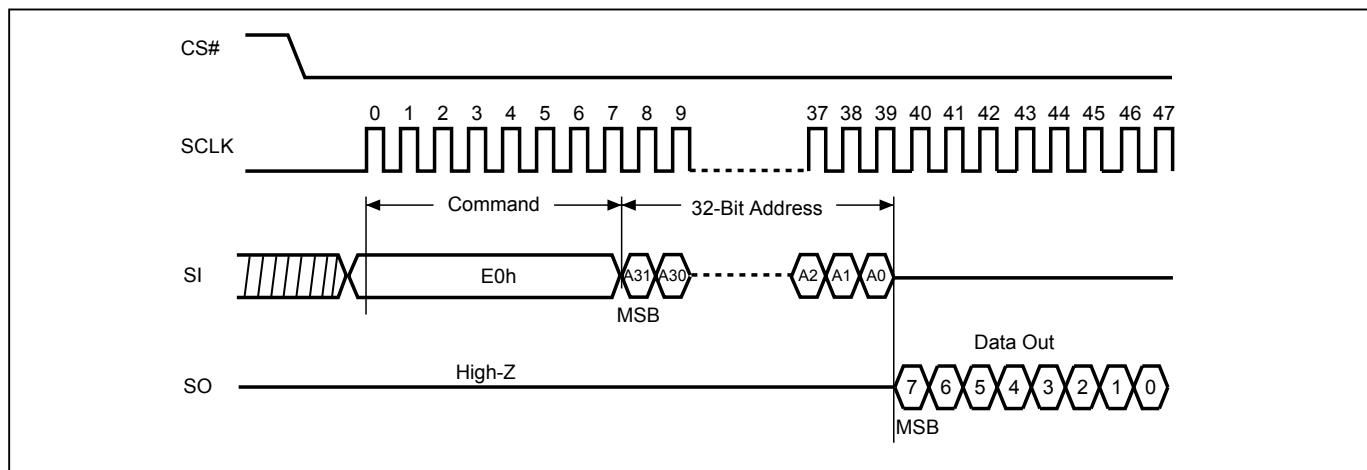 CS#
0 1 2 3 4 5 6 7 8 9 37 38 39 40 41 42 43 44 45 46 47
SCLK
Command 32-Bit Address
SI E0h A31 A30 A2 A1 A0
MSB
Data Out
High-Z
SO 7 6 5 4 3 2 1 0
MSB